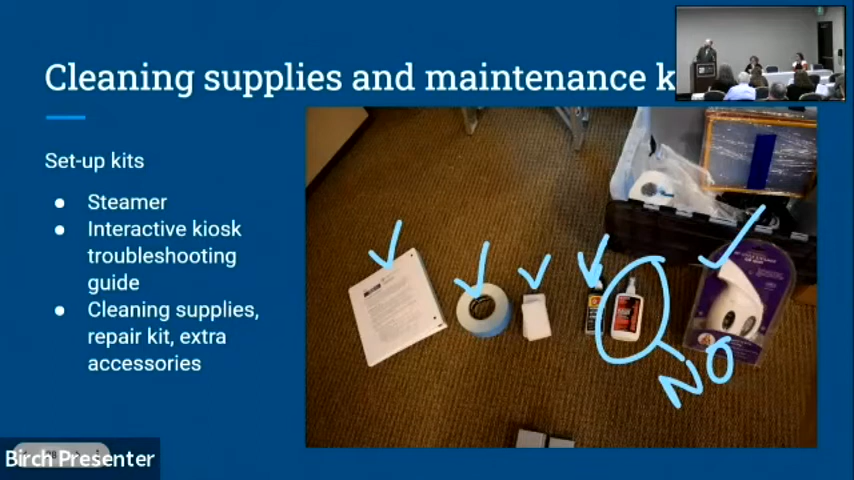 Cleaning supplies and maintenance k
Set-up kits
● Steamer
● Interactive kiosk
troubleshooting
guide
● Cleaning supplies,
repair kit, extra
accessories
NO
Birch Presenter